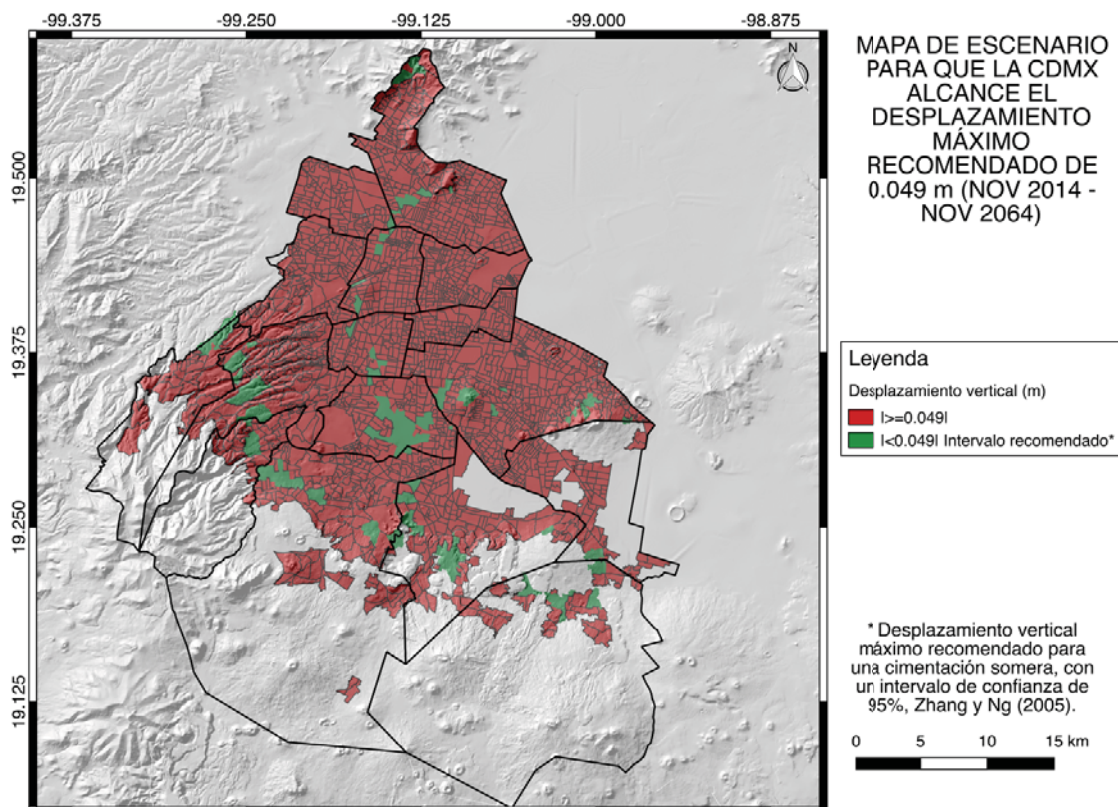 -99.375
-99.250
-99.125
-99.000
-98.875
N
19.500
19.375
19.250
19.125
MAPA DE ESCENARIO
PARA QUE LA CDMX
ALCANCE EL
DESPLAZAMIENTO
MÁXIMO
RECOMENDADO DE
0.049 m (NOV 2014 -
NOV 2064)
Leyenda
Desplazamiento vertical (m)
|>=0.049|
|<0.049| Intervalo recomendado*
* Desplazamiento vertical
máximo recomendado para
una cimentación somera, con
un intervalo de confianza de
95%, Zhang y Ng (2005).
0 5 10 15 km